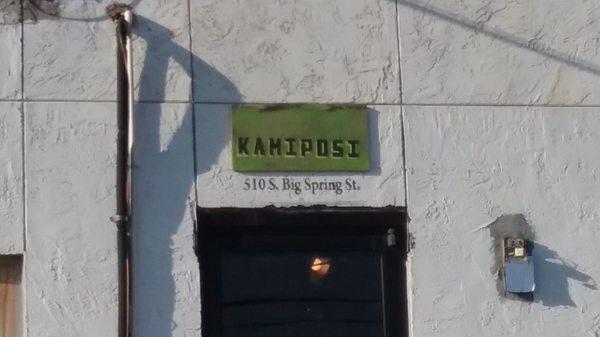 KAMIPOSI
510 S. Big Spring St.